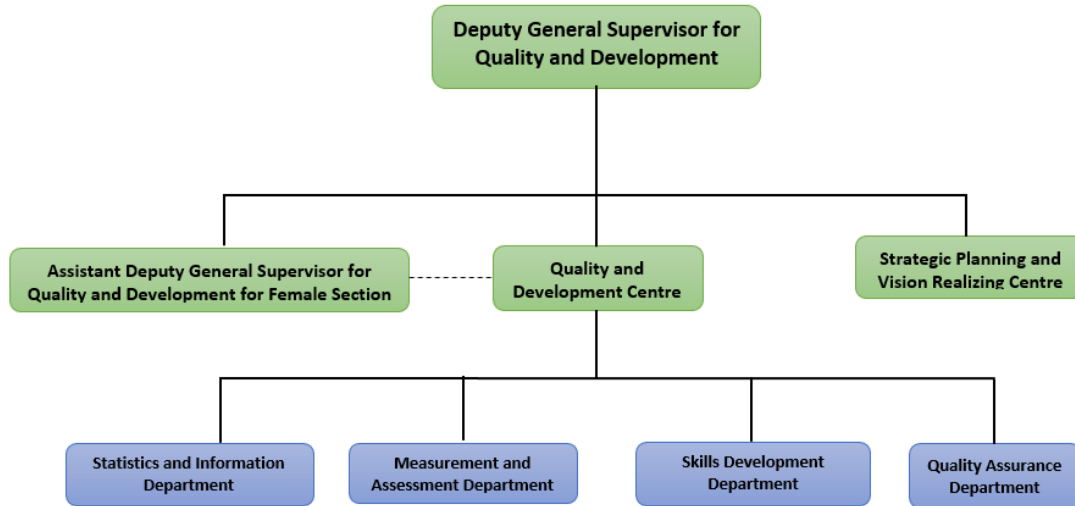 Deputy General Supervisor for
Quality and Development
Assistant Deputy General Supervisor for
Quality and Development for Female Section
Quality and
Development Centre
Strategic Planning and
Vision Realizing Centre
Statistics and Information
Department
Measurement and
Assessment Department
Skills Development
Department
Quality Assurance
Department